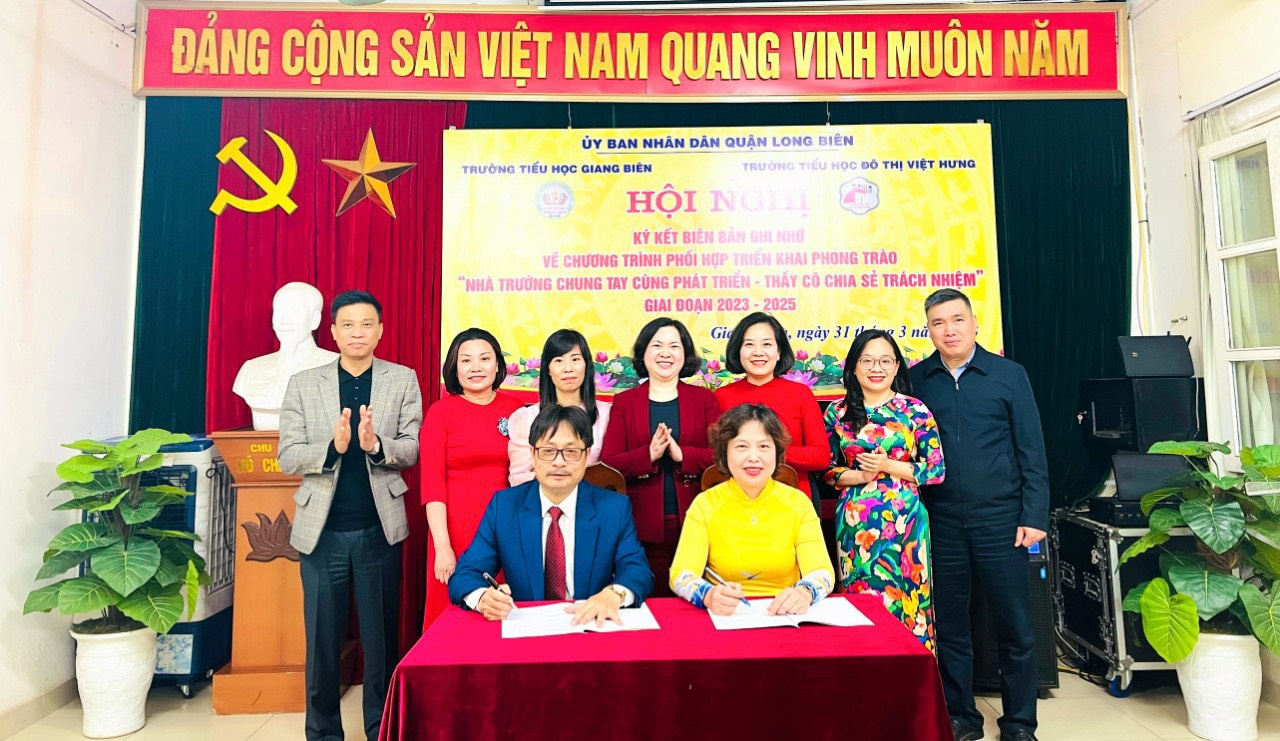 ĐẢNG CỘNG SẢN VIỆT NAM QUANG VINH MUÔN NĂM
ỦY BAN NHÂN DÂN QUẬN LONG BIÊN
TRƯỜNG TIỂU HỌC GIANG BIÊN
TRƯỜNG TIỂU HỌC ĐÔ THỊ VIỆT HƯNG
HỘI NGHỊ
KÝ KẾT BIÊN BẢN GHI NHỚ
VỀ CHƯƠNG TRÌNH PHỐI HỢP TRIỂN KHAI PHONG TRÀO
"NHÀ TRƯỜNG CHUNG TAY CÙNG PHÁT TRIỂN - THẦY CÔ CHIA SẺ TRÁCH NHIỆM"
GIAI ĐOẠN 2023 - 2025
ngày 31 tháng 3
CHỦ